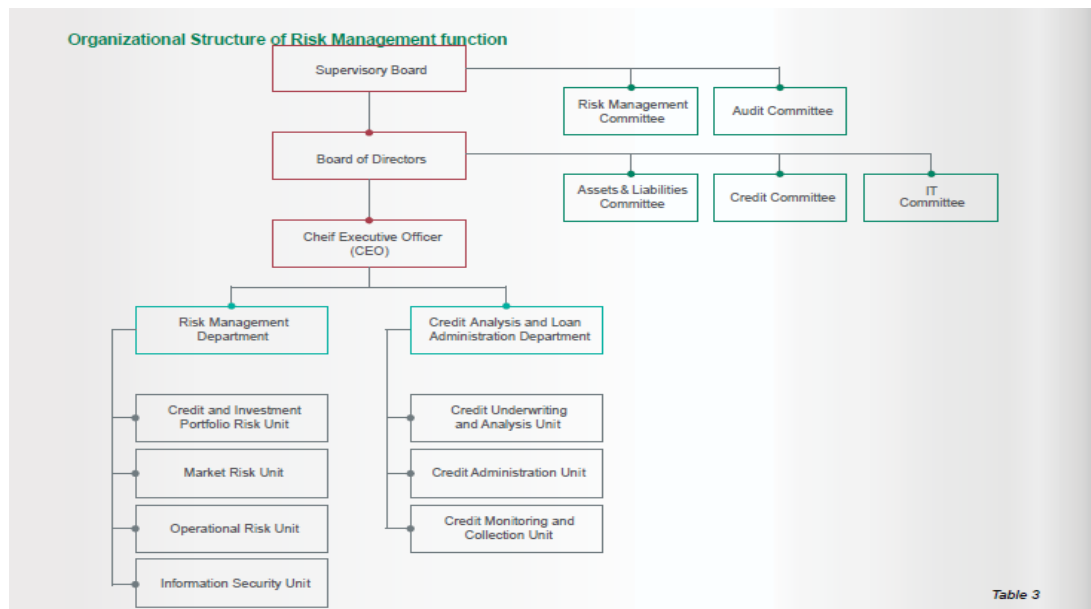 Organizational Structure of Risk Management function
Supervisory Board
Risk Management
Committee
Audit Committee
Board of Directors
Assets & Liabilities
Committee
Credit Committee
IT
Committee
Cheif Executive Officer
(CEO)
Risk Management
Department
Credit Analysis and Loan
Administration Department
Credit and Investment
Portfolio Risk Unit
Market Risk Unit
Operational Risk Unit
Information Security Unit
Credit Underwriting
and Analysis Unit
Credit Administration Unit
Credit Monitoring and
Collection Unit
Table 3